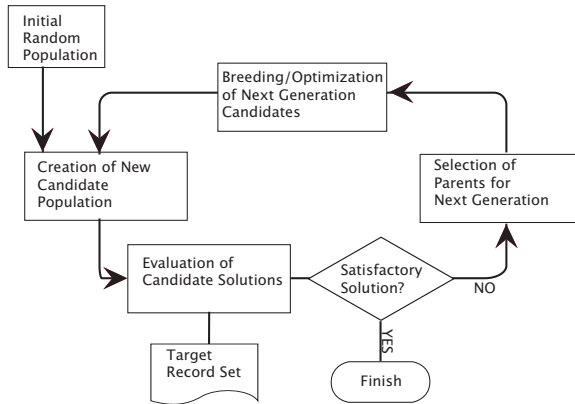 Initial
Random
Population
Breeding/Optimization
of Next Generation
Candidates
Creation of New
Candidate
Population
Selection of
Parents for
Next Generation
Evaluation of
Candidate Solutions
Satisfactory
Solution?
NO
YES
Target
Record Set
Finish